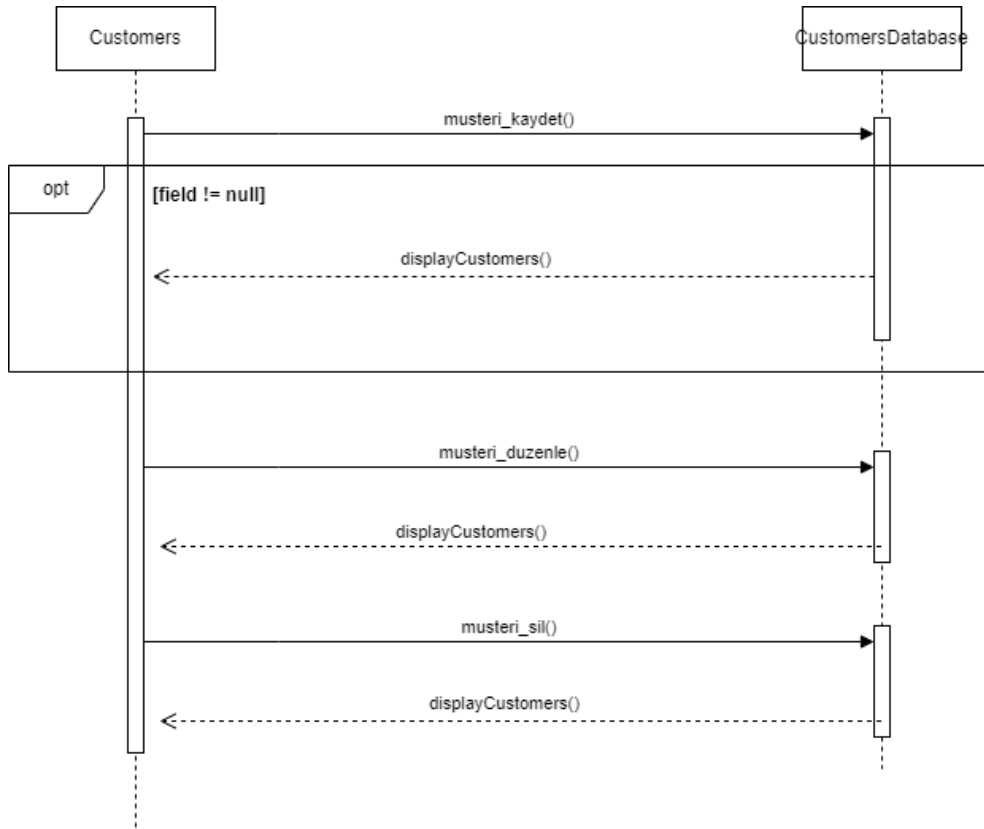 Customers
CustomersDatabase
musteri_kaydet()
opt
[field != null]
displayCustomers()
musteri_duzenle()
displayCustomers()
musteri_sil()
displayCustomers()